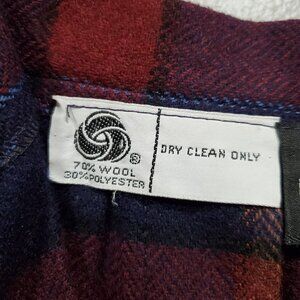 70% WOOL
30% POLYESTER
DRY CLEAN ONLY